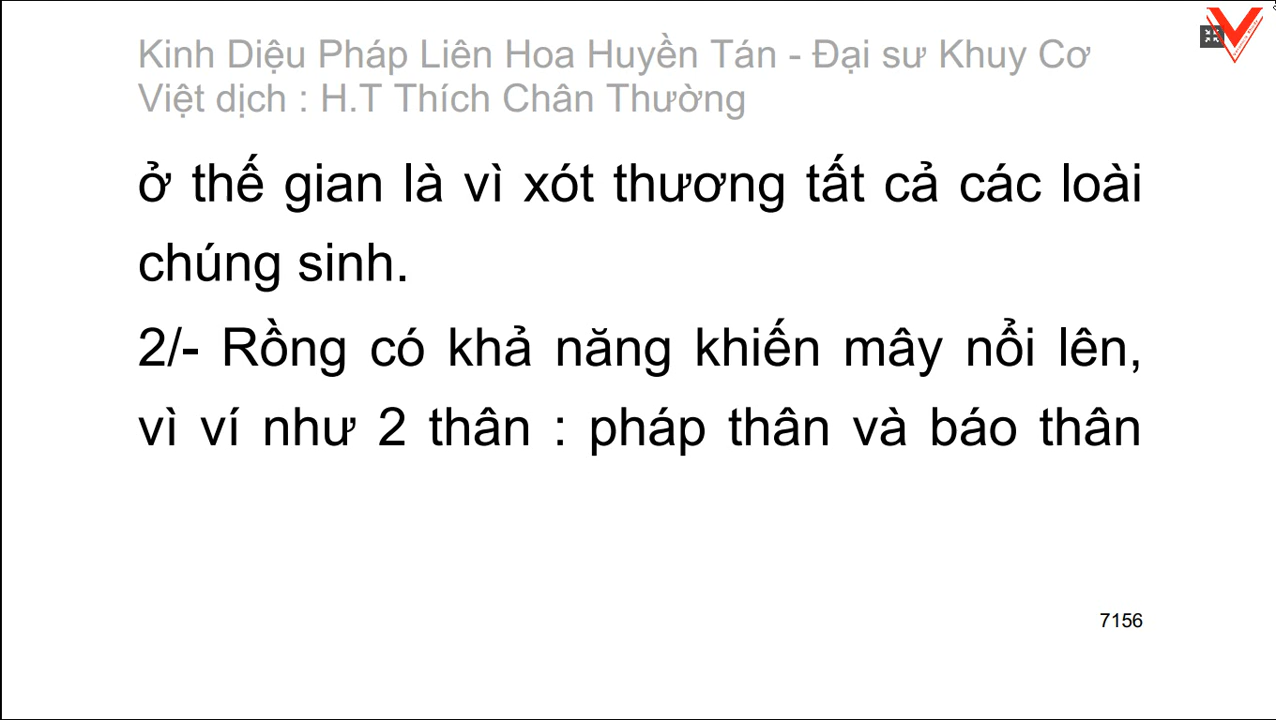 Kinh Diệu Pháp Liên Hoa Huyền Tán - Đại sư Khuy Cơ
Việt dịch : H.T Thích Chân Thường
ở thế gian là vì xót thương tất cả các loài
chúng sinh.
2/- Rồng có khả năng khiến mây nổi lên,
vì ví như 2 thân : pháp thân và báo thân
7156